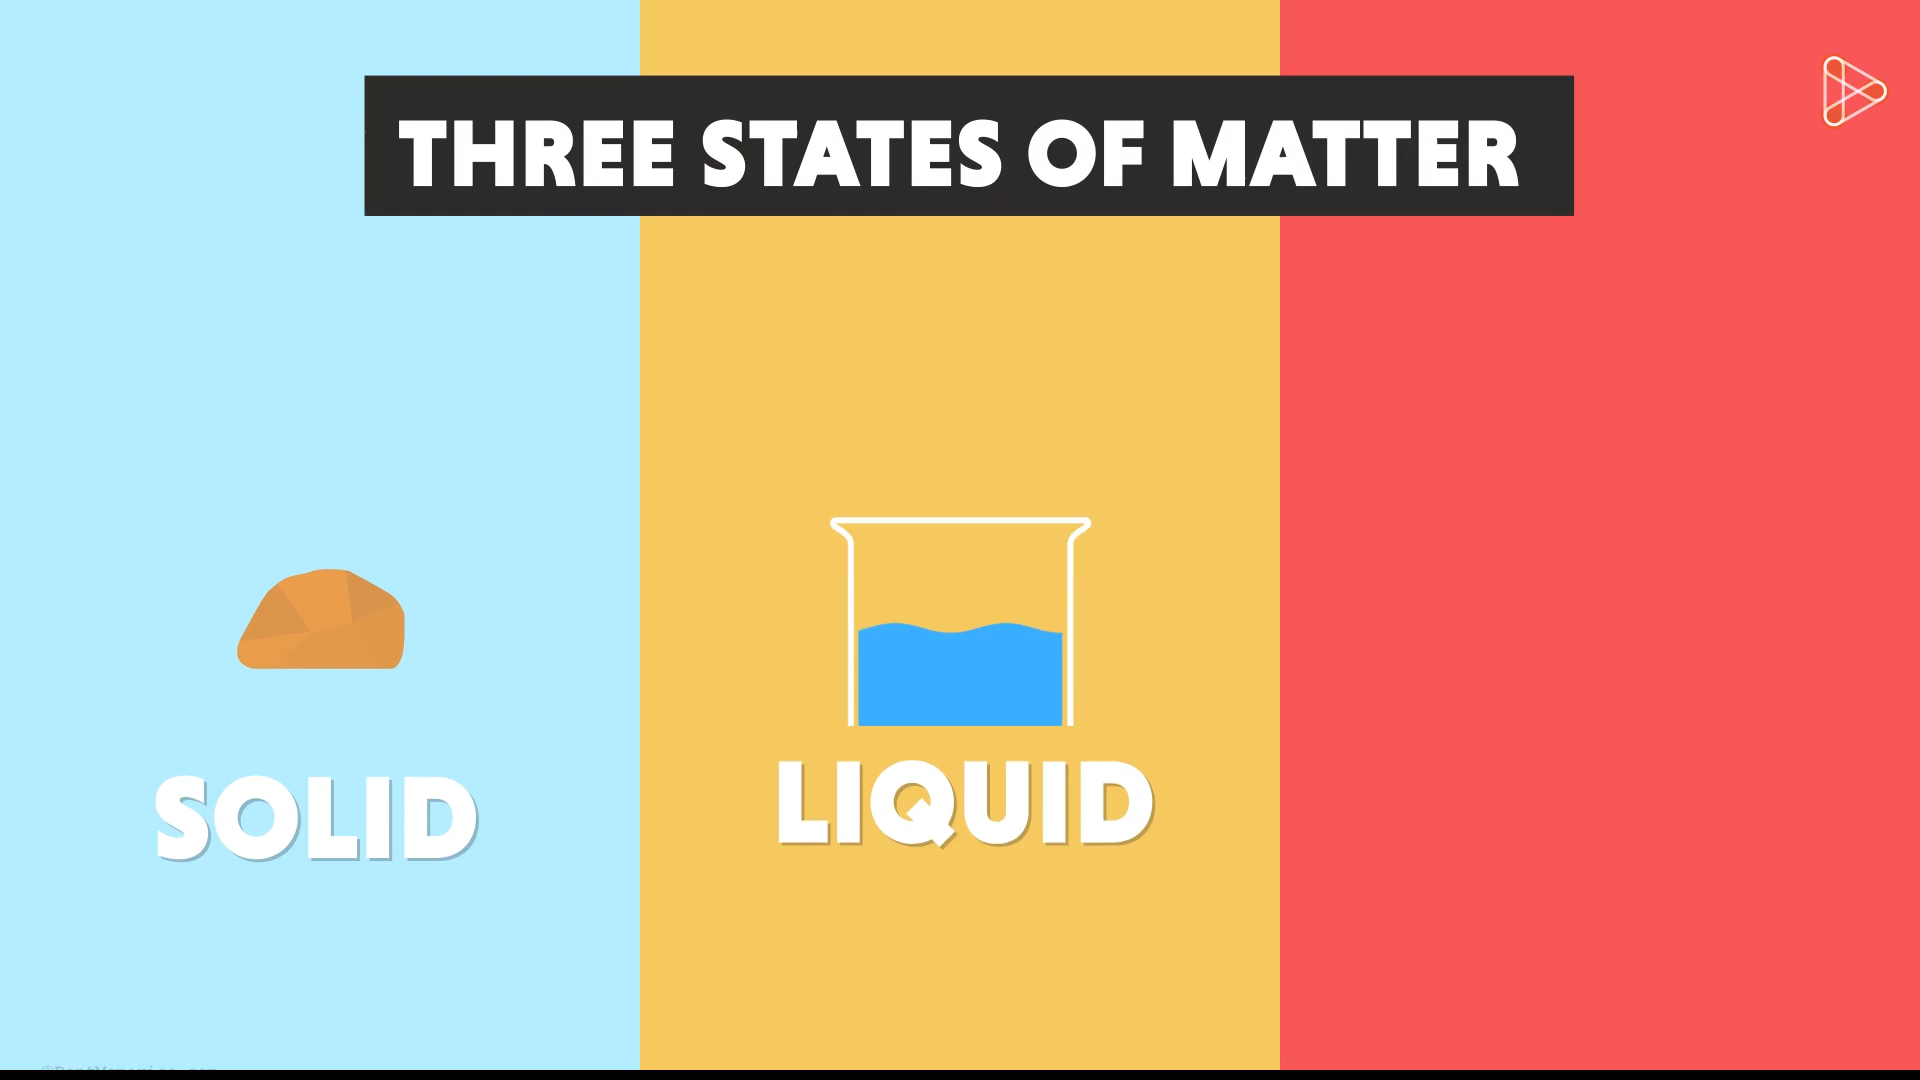 THREE STATES OF MATTER
SOLID
LIQUID